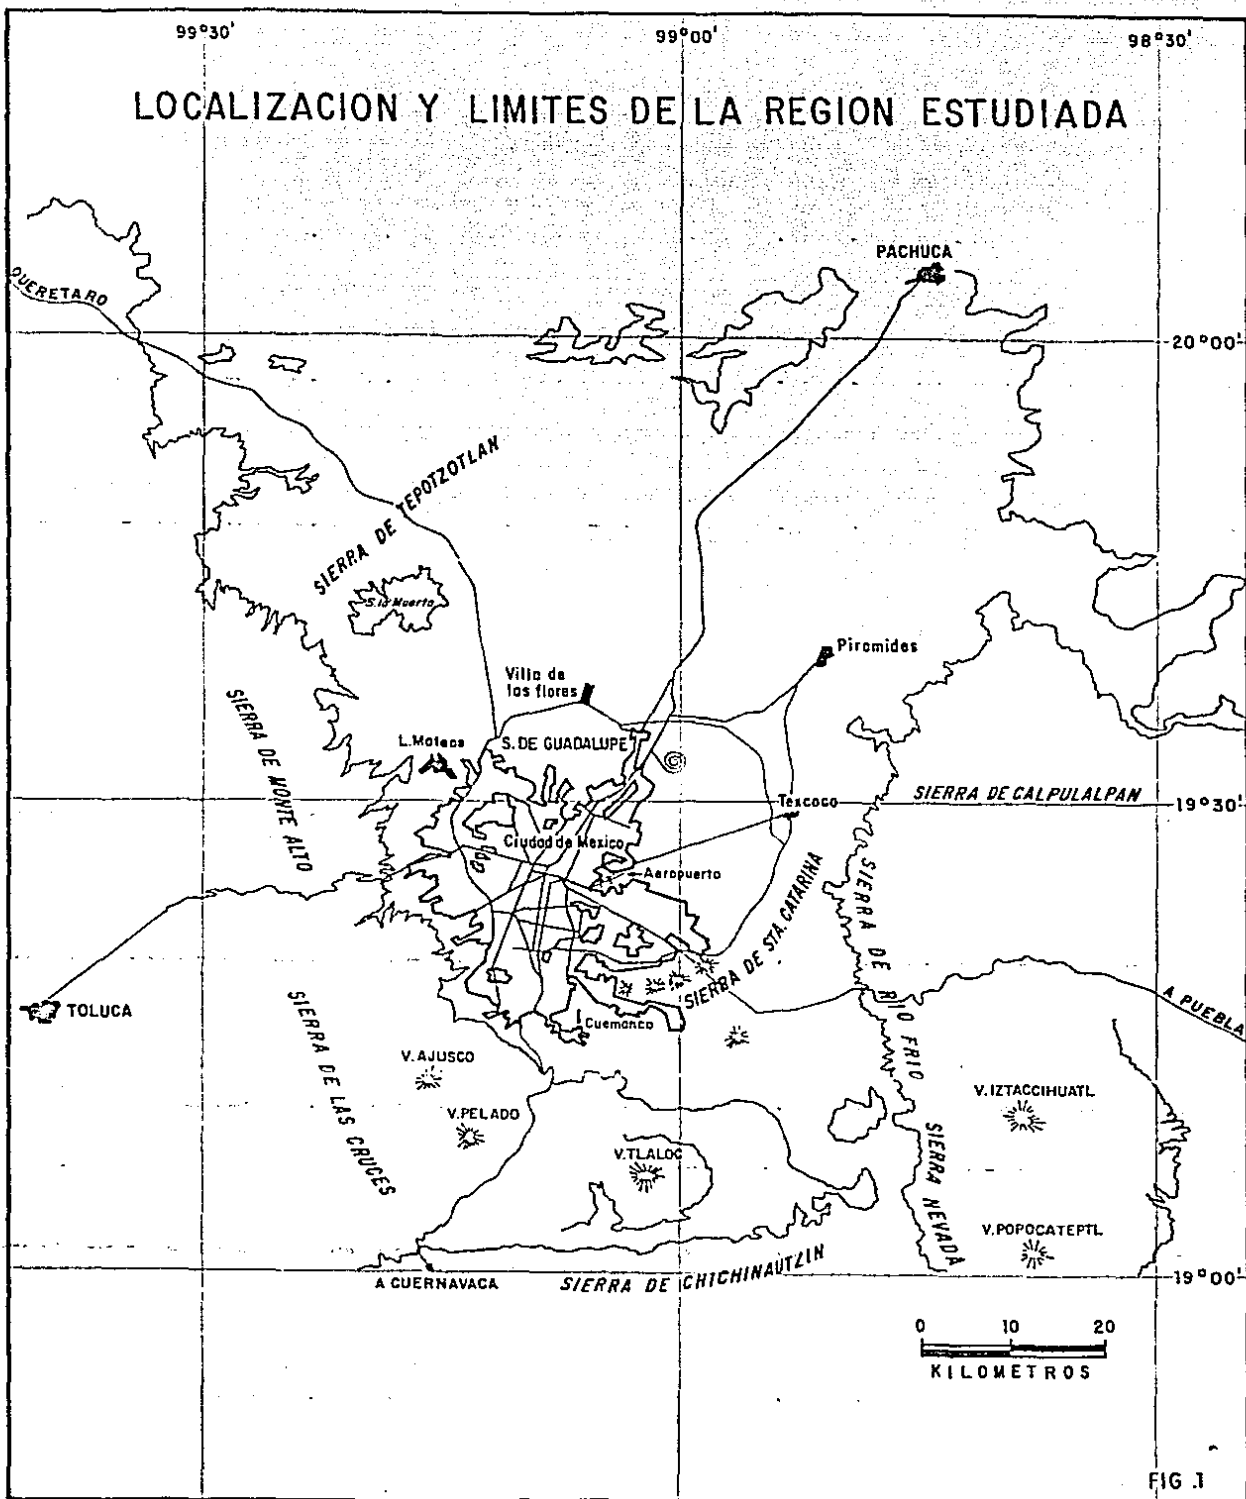 99°30'
99°00'
98°30'
LOCALIZACION Y LIMITES DE LA REGION ESTUDIADA
PACHUCA
QUERETARO
20°00'
SIERRA DE TEPOTZOTLAN
S. la Muerta
Piramides
Villa de
las flores
SIERRA DE MONTE ALTO
L. Mateos
S. DE GUADALUPE
SIERRA DE CALPULALPAN
19°30'
Texcoco
Ciudad de Mexico
Aeropuerto
SIERRA DE STA. CATARINA
SIERRA DE RIO FRIO
A PUEBLA
TOLUCA
SIERRA DE LAS CRUCES
Cuemanco
V. AJUSCO
V. PELADO
V. TLALOC
V. IZTACCIHUATL
SIERRA NEVADA
V. POPOCATEPTL
A CUERNAVACA
SIERRA DE CHICHINAUTLIN
19°00'
0 10 20
KILOMETROS
FIG .1